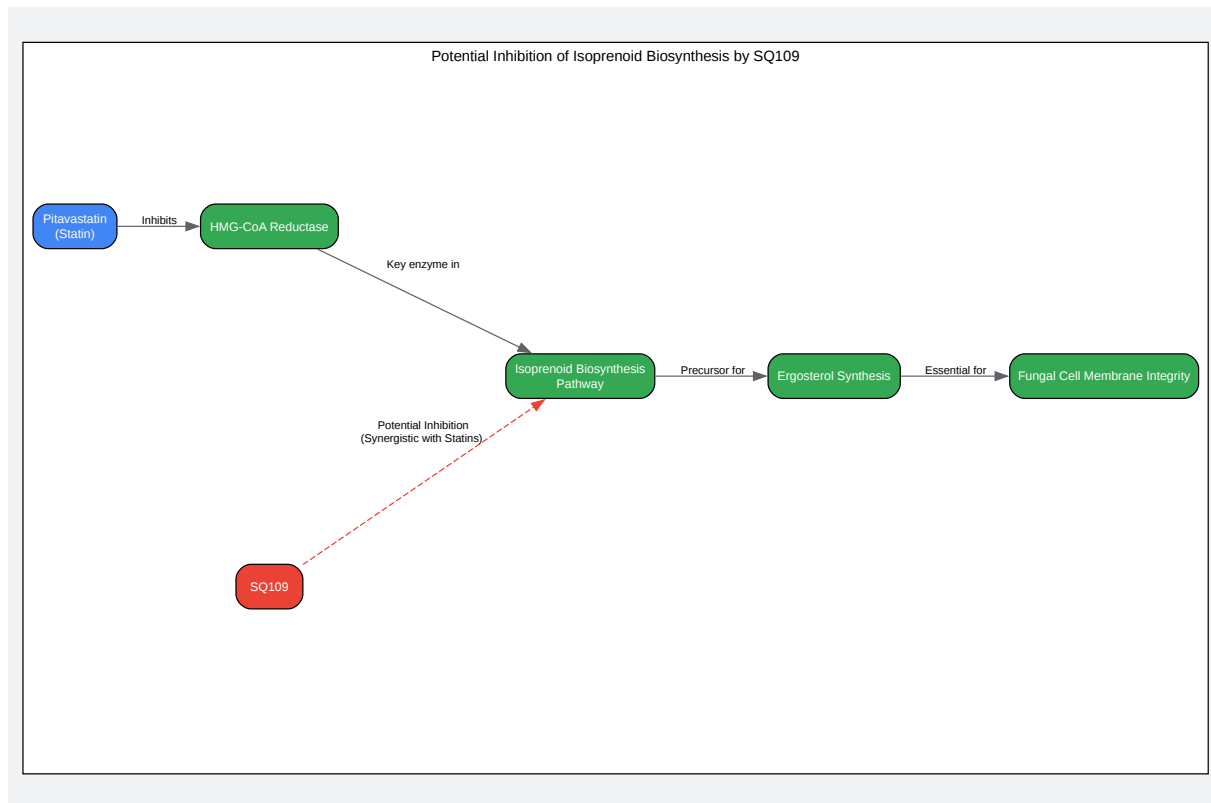 Potential Inhibition of Isoprenoid Biosynthesis by SQ109
Pitavastatin
(Statin)
Inhibits
HMG-CoA Reductase
Key enzyme in
Isoprenoid Biosynthesis
Pathway
Precursor for
Ergosterol Synthesis
Essential for
Fungal Cell Membrane Integrity
Potential Inhibition
(Synergistic with Statins)
SQ109